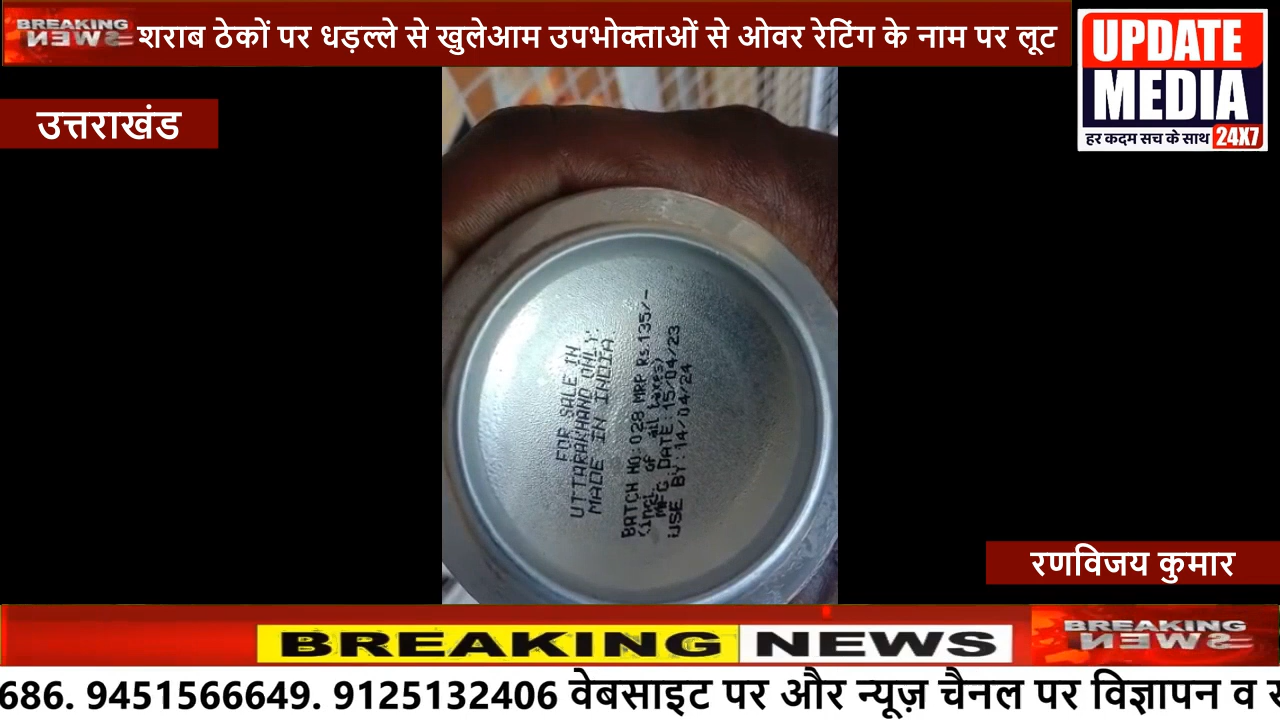 BREAKING NEWS
शराब ठेकों पर धड़ल्ले से खुलेआम उपभोक्ताओं से ओवर रेटिंग के नाम पर लूट
UPDATE
MEDIA
हर कदम सच के साथ 24X7
उत्तराखंड
FOR SALE IN
UTTARAKHAND ONLY.
MADE IN INDIA
BATCH NO:028 MRP Rs.135/-
(incl. of all taxes)
MFG.DATE:15/04/23
USE BY:14/04/24
रणविजय कुमार
BREAKING NEWS
BREAKING NEWS
686. 9451566649. 9125132406 वेबसाइट पर और न्यूज़ चैनल पर विज्ञापन व